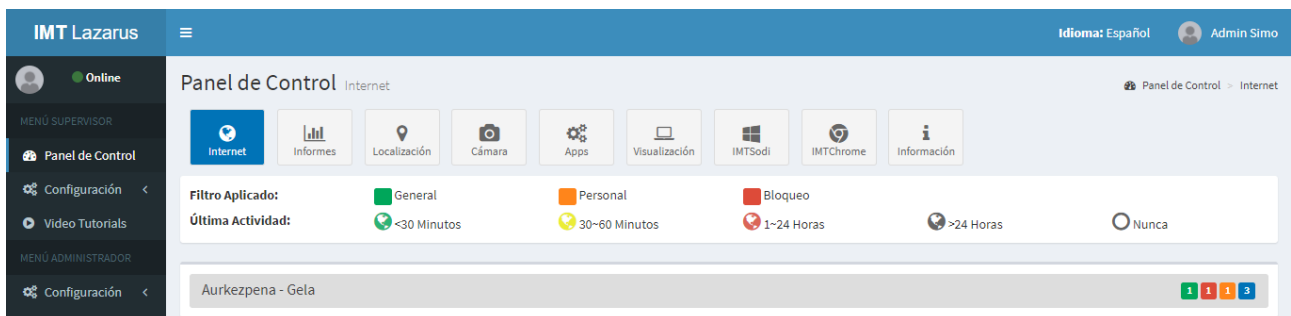 IMT Lazarus
Idioma: Español
Admin Simo
Online
MENÚ SUPERVISOR
Panel de Control
Configuración
Video Tutorials
MENÚ ADMINISTRADOR
Configuración
Panel de Control Internet
Panel de Control > Internet
Internet
Informes
Localización
Cámara
Apps
Visualización
IMTSodi
IMTChrome
Información
Filtro Aplicado: General Personal Bloqueo
Última Actividad: <30 Minutos 30~60 Minutos 1~24 Horas >24 Horas Nunca
Aurkezpena - Gela 1 1 1 3